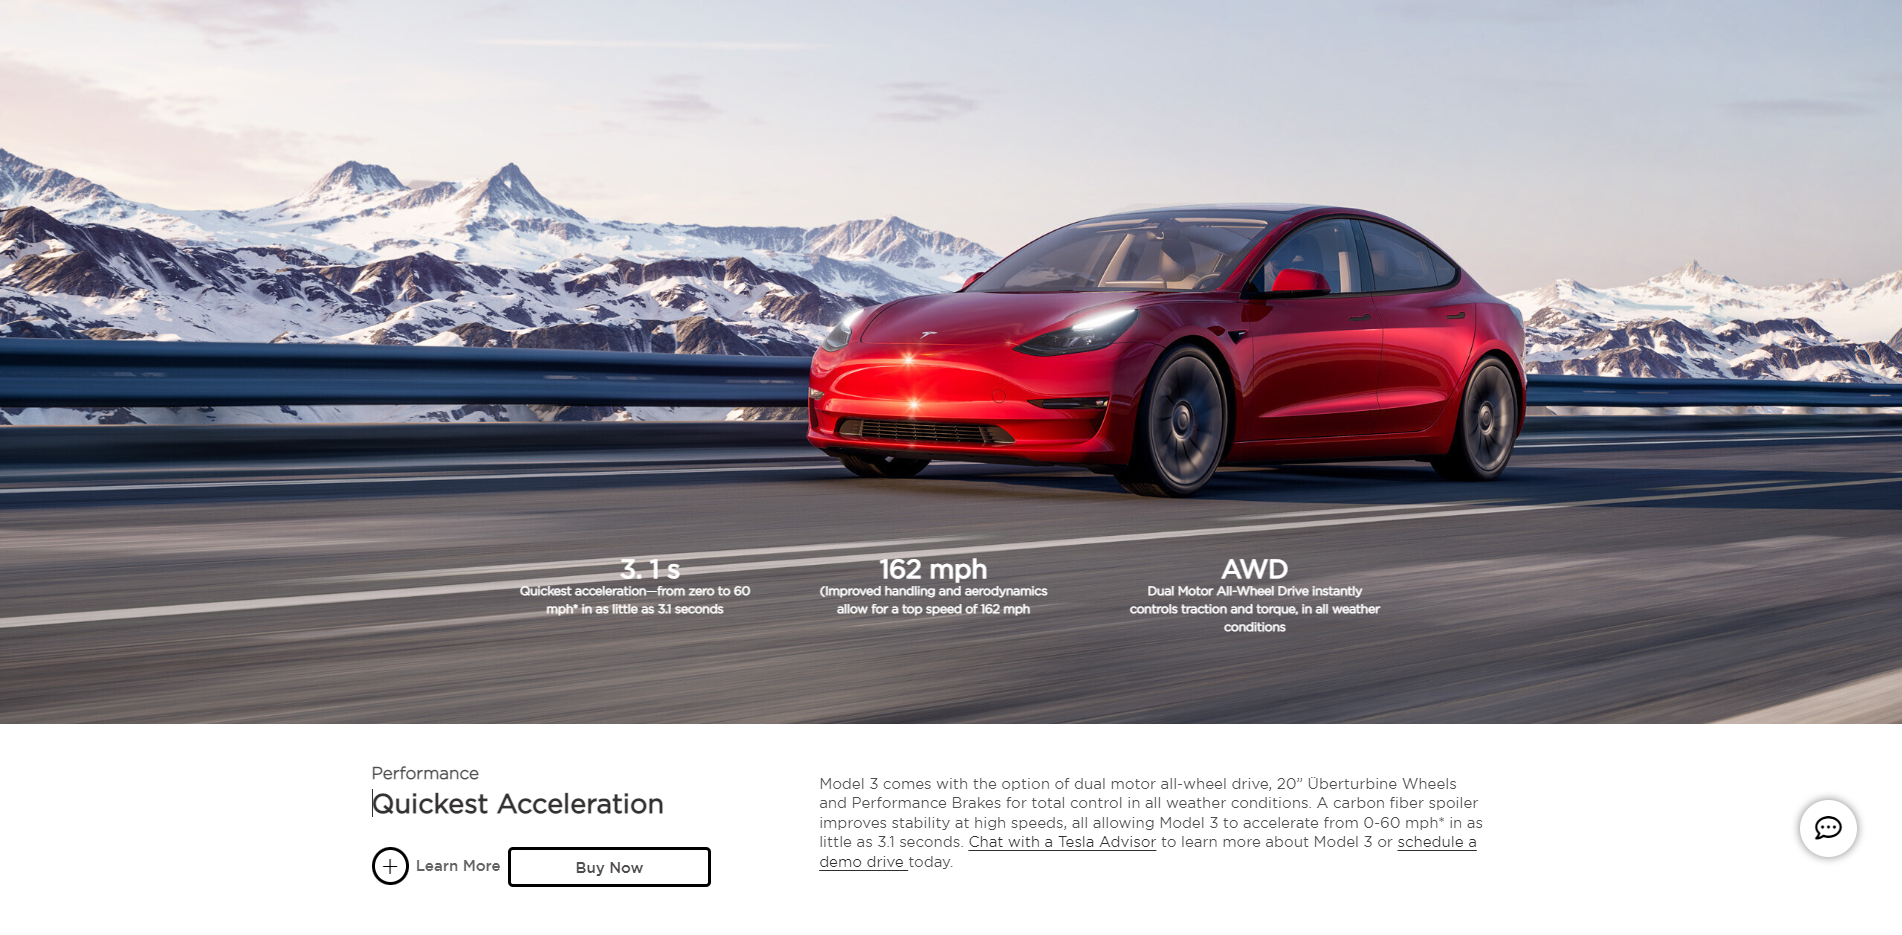 3. 1 s
Quickest acceleration—from zero to 60
mph* in as little as 3.1 seconds
162 mph
(Improved handling and aerodynamics
allow for a top speed of 162 mph
AWD
Dual Motor All-Wheel Drive instantly
controls traction and torque, in all weather
conditions
Performance
Quickest Acceleration
Learn More
Buy Now
Model 3 comes with the option of dual motor all-wheel drive, 20” Überturbine Wheels
and Performance Brakes for total control in all weather conditions. A carbon fiber spoiler
improves stability at high speeds, all allowing Model 3 to accelerate from 0-60 mph* in as
little as 3.1 seconds. Chat with a Tesla Advisor to learn more about Model 3 or schedule a
demo drive today.